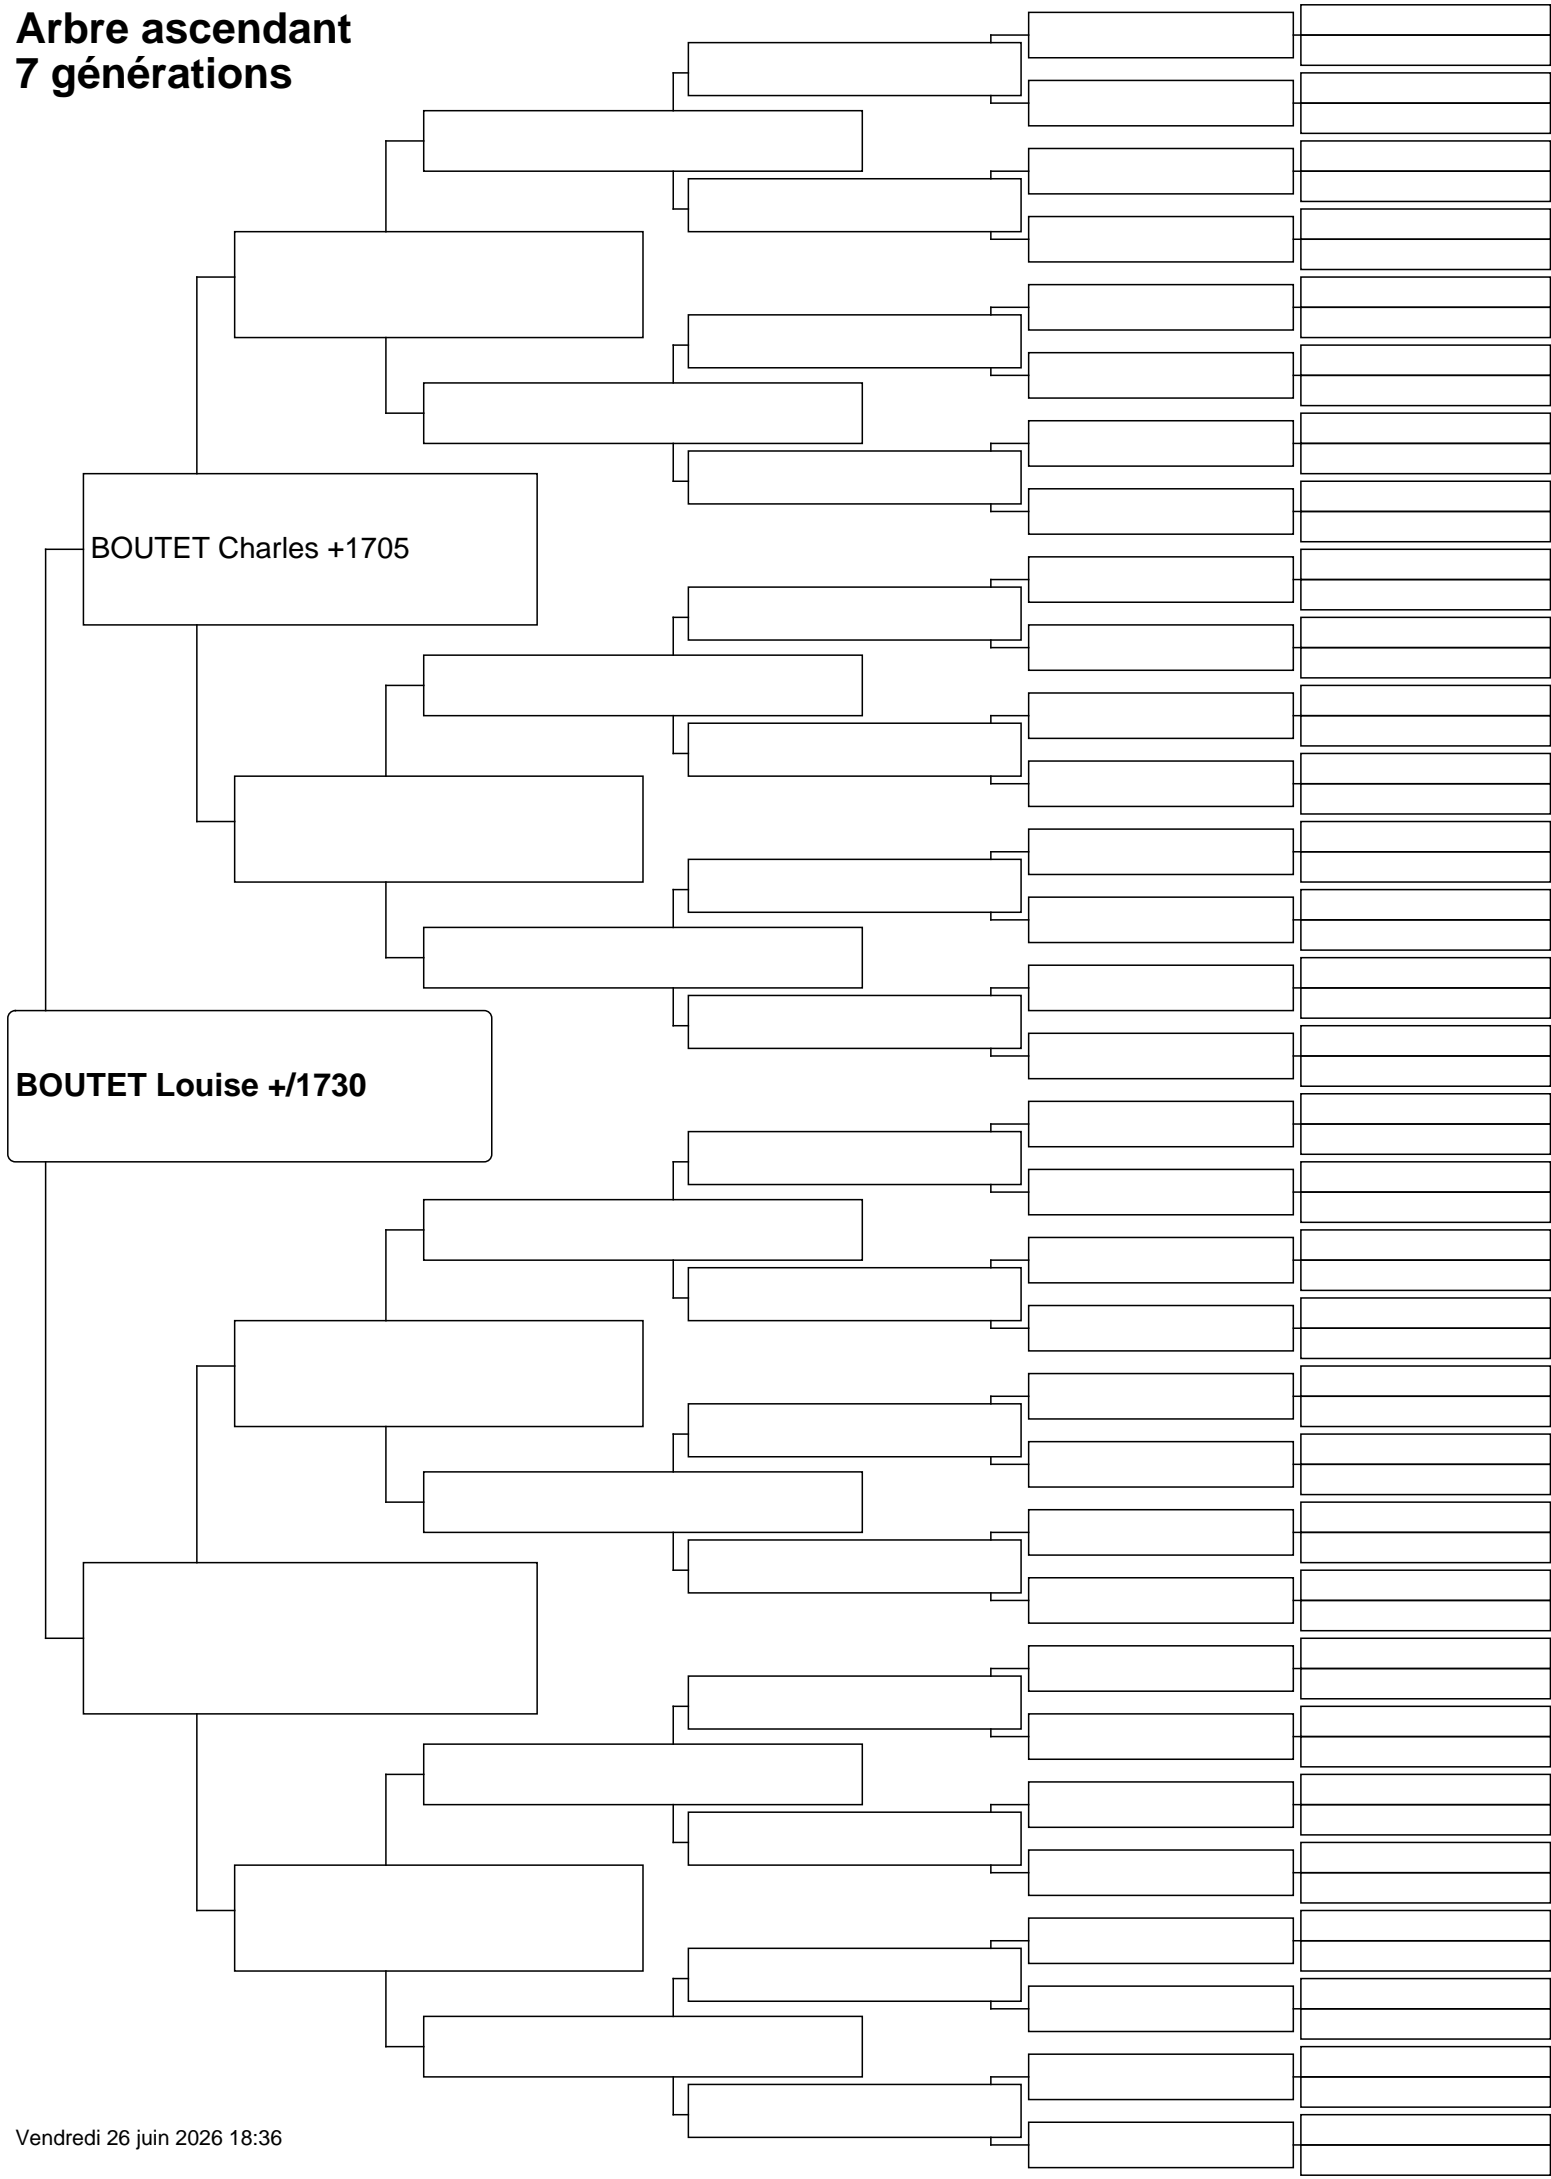 Arbre ascendant
7 générations
BOUTET Charles +1705
BOUTET Louise +/1730
Vendredi 26 juin 2026 18:36